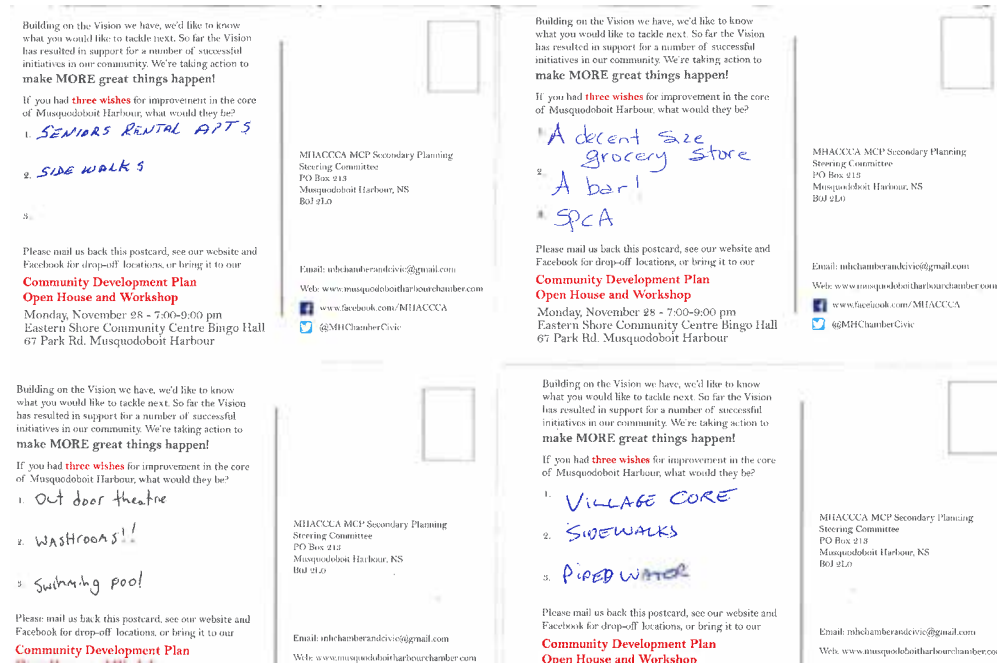 Building on the Vision we have, we'd like to know
what you would like to tackle next. So far the Vision
has resulted in support for a number of successful
initiatives in our community. We're taking action to
make MORE great things happen!
If you had three wishes for improvement in the core
of Musquodoboit Harbour, what would they be?
1. SENIORS RENTAL APTS
2. SIDE WALKS
3.
Please mail us back this postcard, see our website and
Facebook for drop-off locations, or bring it to our
Community Development Plan
Open House and Workshop
Monday, November 28 - 7:00-9:00 pm
Eastern Shore Community Centre Bingo Hall
67 Park Rd. Musquodoboit Harbour
MHACCCA MCP Secondary Planning
Steering Committee
PO Box 213
Musquodoboit Harbour, NS
B0J 2L0
Email: mhchamberandcivic@gmail.com
Web: www.musquodoboitharbourchamber.com
www.facebook.com/MHACCCA
@MHChamberCivic
Building on the Vision we have, we'd like to know
what you would like to tackle next. So far the Vision
has resulted in support for a number of successful
initiatives in our community. We're taking action to
make MORE great things happen!
If you had three wishes for improvement in the core
of Musquodoboit Harbour, what would they be?
A decent size
grocery store
2. A bar!
SPCA
Please mail us back this postcard, see our website and
Facebook for drop-off locations, or bring it to our
Community Development Plan
Open House and Workshop
Monday, November 28 - 7:00-9:00 pm
Eastern Shore Community Centre Bingo Hall
67 Park Rd. Musquodoboit Harbour
MHACCCA MCP Secondary Planning
Steering Committee
PO Box 213
Musquodoboit Harbour, NS
B0J 2L0
Email: mhchamberandcivic@gmail.com
Web: www.musquodoboitharbourchamber.com
www.facebook.com/MHACCCA
@MHChamberCivic
Building on the Vision we have, we'd like to know
what you would like to tackle next. So far the Vision
has resulted in support for a number of successful
initiatives in our community. We're taking action to
make MORE great things happen!
If you had three wishes for improvement in the core
of Musquodoboit Harbour, what would they be?
1. Out door theatre
2. WASHROOMS!!
3. Swimming pool
Please mail us back this postcard, see our website and
Facebook for drop-off locations, or bring it to our
Community Development Plan
MHACCCA MCP Secondary Planning
Steering Committee
PO Box 213
Musquodoboit Harbour, NS
B0J 2L0
Email: mhchamberandcivic@gmail.com
Web: www.musquodoboitharbourchamber.com
Building on the Vision we have, we'd like to know
what you would like to tackle next. So far the Vision
has resulted in support for a number of successful
initiatives in our community. We're taking action to
make MORE great things happen!
If you had three wishes for improvement in the core
of Musquodoboit Harbour, what would they be?
1. VILLAGE CORE
2. SIDEWALKS
3. PIPED WATER
Please mail us back this postcard, see our website and
Facebook for drop-off locations, or bring it to our
Community Development Plan
Open House and Workshop
MHACCCA MCP Secondary Planning
Steering Committee
PO Box 213
Musquodoboit Harbour, NS
B0J 2L0
Email: mhchamberandcivic@gmail.com
Web: www.musquodoboitharbourchamber.co